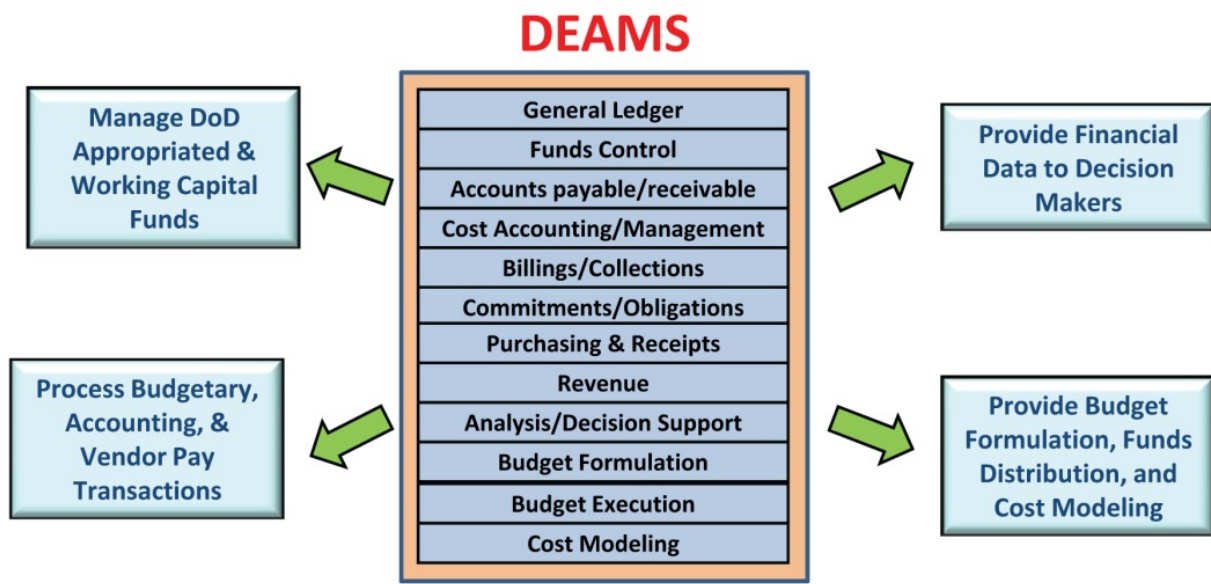 DEAMS
Manage DoD
Appropriated &
Working Capital
Funds
Process Budgetary,
Accounting, &
Vendor Pay
Transactions
General Ledger
Funds Control
Accounts payable/receivable
Cost Accounting/Management
Billings/Collections
Commitments/Obligations
Purchasing & Receipts
Revenue
Analysis/Decision Support
Budget Formulation
Budget Execution
Cost Modeling
Provide Financial
Data to Decision
Makers
Provide Budget
Formulation, Funds
Distribution, and
Cost Modeling